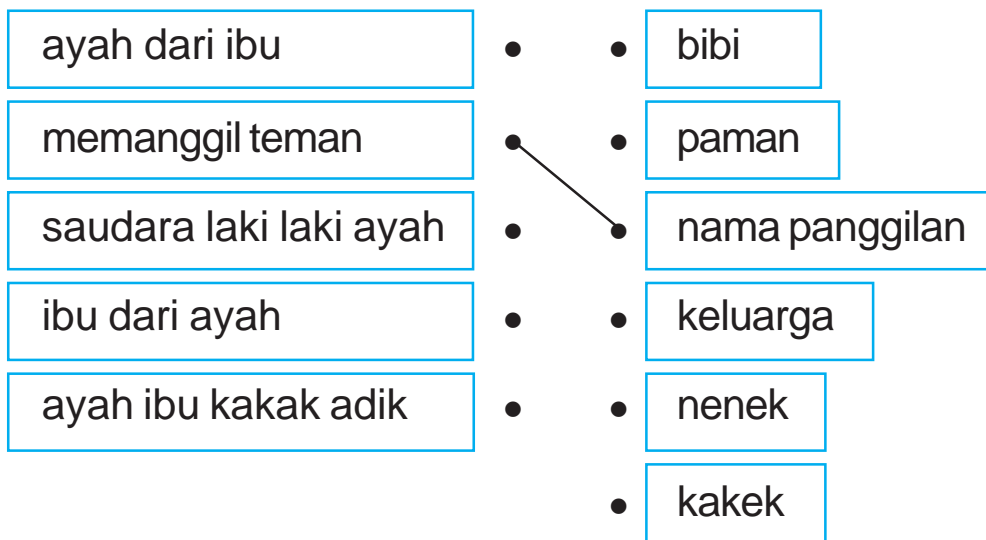 ayah dari ibu
bibi
memanggil teman
paman
saudara laki laki ayah
nama panggilan
ibu dari ayah
keluarga
ayah ibu kakak adik
nenek
kakek